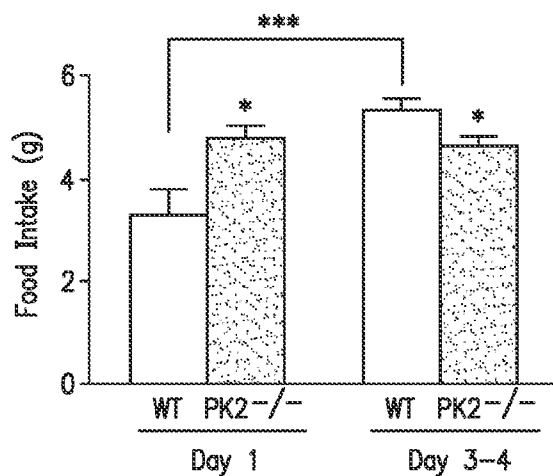 ***
6
*
*
4
2
0
Food Intake (g)
WT PK2−/− WT PK2−/−
Day 1 Day 3−4